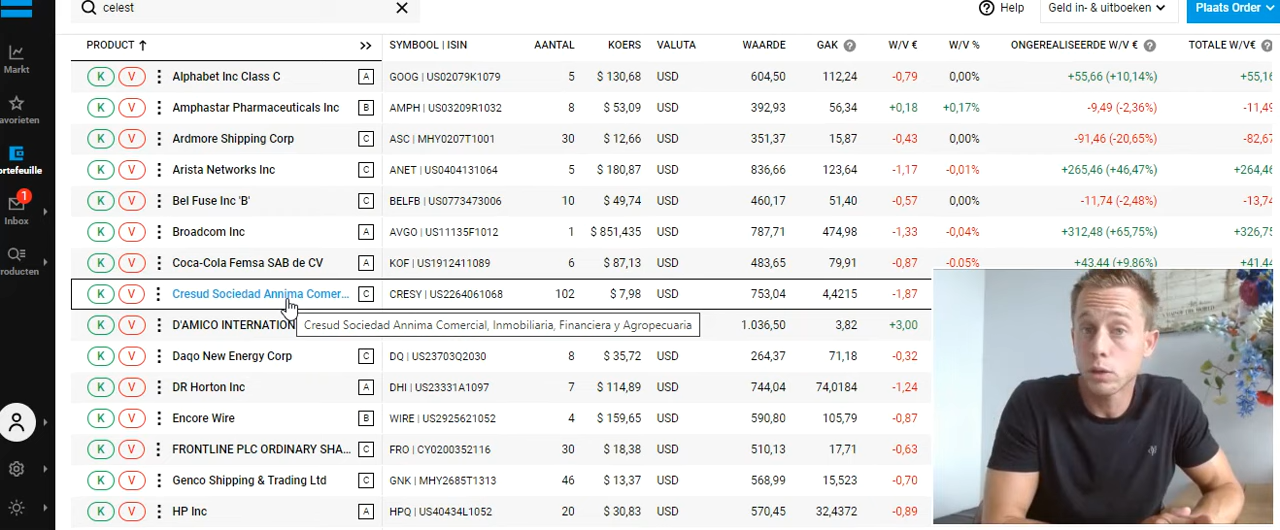 celest
Help
Geld in- & uitboeken
Plaats Order
PRODUCT SYMBOOL | ISIN AANTAL KOERS VALUTA WAARDE GAK W/V € W/V % ONGEREALISEERDE W/V € TOTALE W/V€
K V Alphabet Inc Class C A GOOG | US02079K1079 5 $ 130,68 USD 604,50 112,24 -0,79 0,00% +55,66 (+10,14%) +55,16
K V Amphastar Pharmaceuticals Inc B AMPH | US03209R1032 8 $ 53,09 USD 392,93 56,34 +0,18 +0,17% -9,49 (-2,36%) -11,49
K V Ardmore Shipping Corp C ASC | MHY0207T1001 30 $ 12,66 USD 351,37 15,87 -0,43 0,00% -91,46 (-20,65%) -82,67
K V Arista Networks Inc C ANET | US0404131064 5 $ 180,87 USD 836,66 123,64 -1,17 -0,01% +265,46 (+46,47%) +264,46
K V Bel Fuse Inc 'B' C BELFB | US0773473006 10 $ 49,74 USD 460,17 51,40 -0,57 0,00% -11,74 (-2,48%) -13,74
K V Broadcom Inc A AVGO | US11135F1012 1 $ 851,435 USD 787,71 474,98 -1,33 -0,04% +312,48 (+65,75%) +326,75
K V Coca-Cola Femsa SAB de CV A KOF | US1912411089 6 $ 87,13 USD 483,65 79,91 -0,87 -0.05% +43,44 (+9,86%) +41,44
K V Cresud Sociedad Annima Comer... C CRESY | US2264061068 102 $ 7,98 USD 753,04 4,4215 -1,87
K V D'AMICO INTERNATION 1.036,50 3,82 +3,00
Cresud Sociedad Annima Comercial, Inmobiliaria, Financiera y Agropecuaria
K V Daqo New Energy Corp C DQ | US23703Q2030 8 $ 35,72 USD 264,37 71,18 -0,32
K V DR Horton Inc A DHI | US23331A1097 7 $ 114,89 USD 744,04 74,0184 -1,24
K V Encore Wire B WIRE | US2925621052 4 $ 159,65 USD 590,80 105,79 -0,87
K V FRONTLINE PLC ORDINARY SHA... C FRO | CY0200352116 30 $ 18,38 USD 510,13 17,71 -0,63
K V Genco Shipping & Trading Ltd C GNK | MHY2685T1313 46 $ 13,37 USD 568,99 15,523 -0,70
K V HP Inc A HPQ | US40434L1052 20 $ 30,83 USD 570,45 32,4372 -0,89
Markt
avorieten
ortefeuille
1
Inbox
roducten